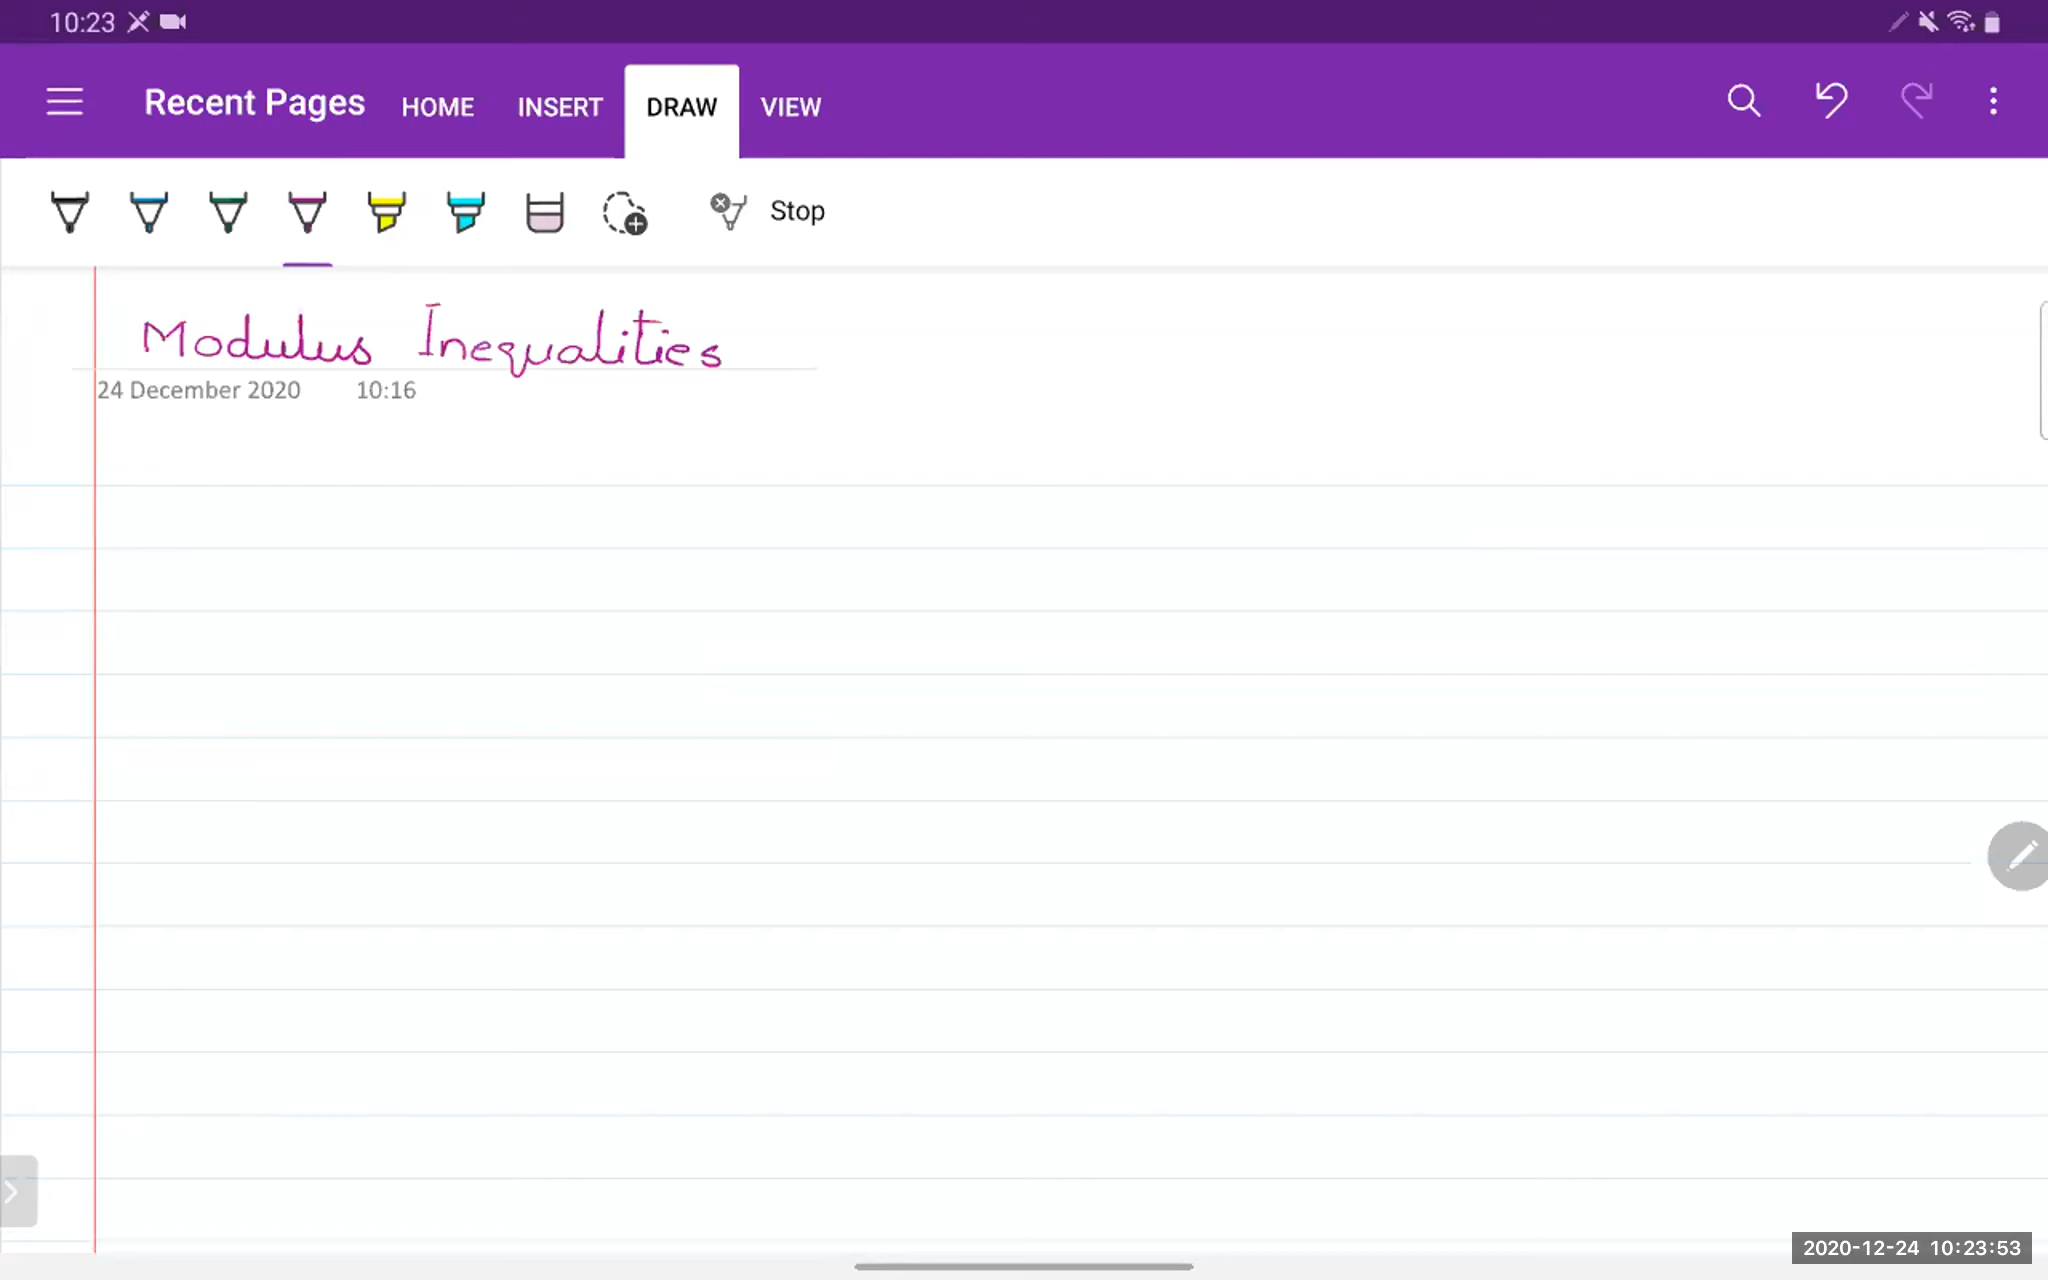 10:23
Recent Pages HOME INSERT DRAW VIEW
Stop
Modulus Inequalities
24 December 2020 10:16
2020-12-24 10:23:53